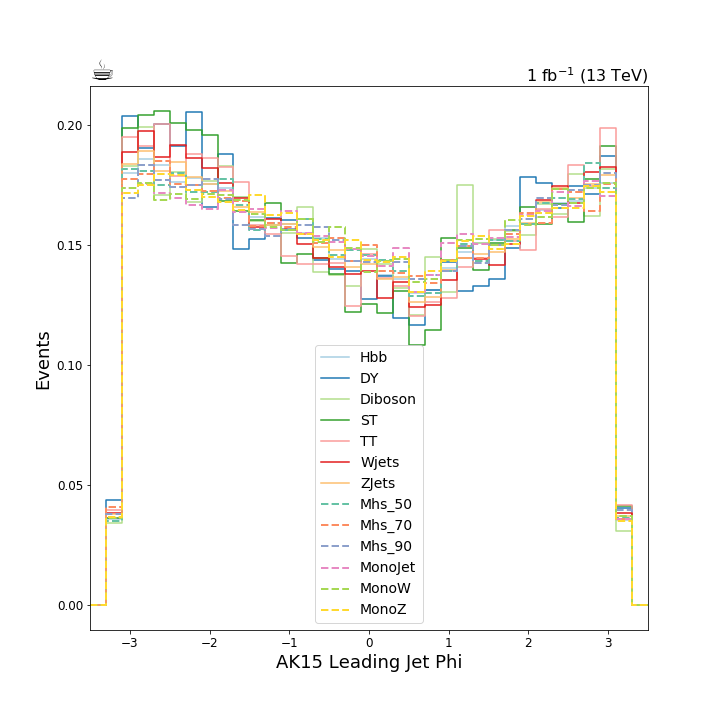 ☕ 1 fb⁻¹ (13 TeV)
Events
0.20
0.15
0.10
0.05
0.00
Hbb
DY
Diboson
ST
TT
Wjets
ZJets
Mhs_50
Mhs_70
Mhs_90
MonoJet
MonoW
MonoZ
−3 −2 −1 0 1 2 3
AK15 Leading Jet Phi